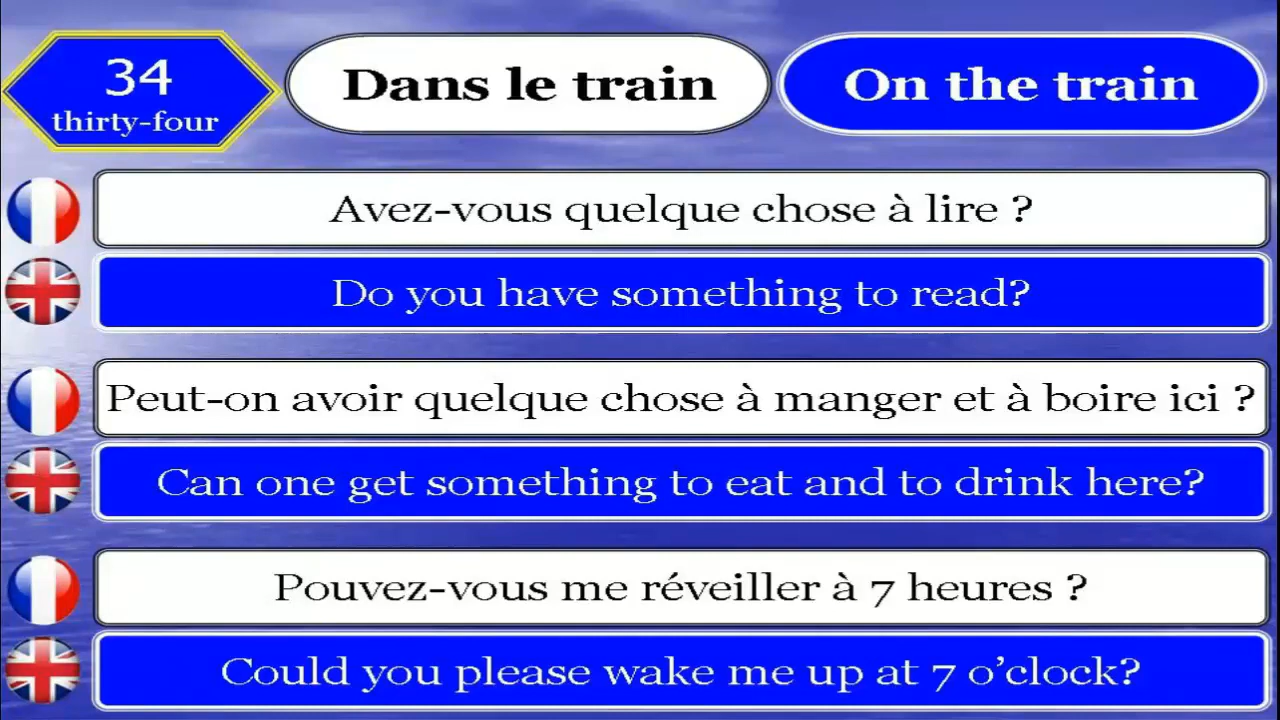 34
thirty-four
Dans le train
On the train
Avez-vous quelque chose à lire ?
Do you have something to read?
Peut-on avoir quelque chose à manger et à boire ici ?
Can one get something to eat and to drink here?
Pouvez-vous me réveiller à 7 heures ?
Could you please wake me up at 7 o’clock?